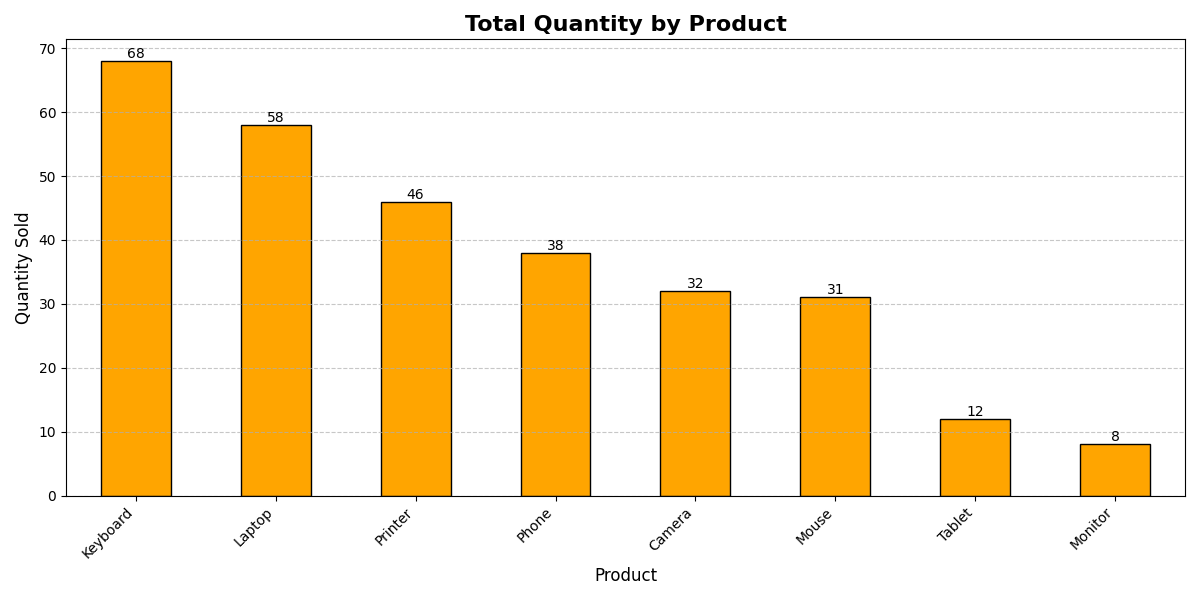 Total Quantity by Product
Quantity Sold
70
60
50
40
30
20
10
0
68
58
46
38
32
31
12
8
Keyboard
Laptop
Printer
Phone
Camera
Mouse
Tablet
Monitor
Product